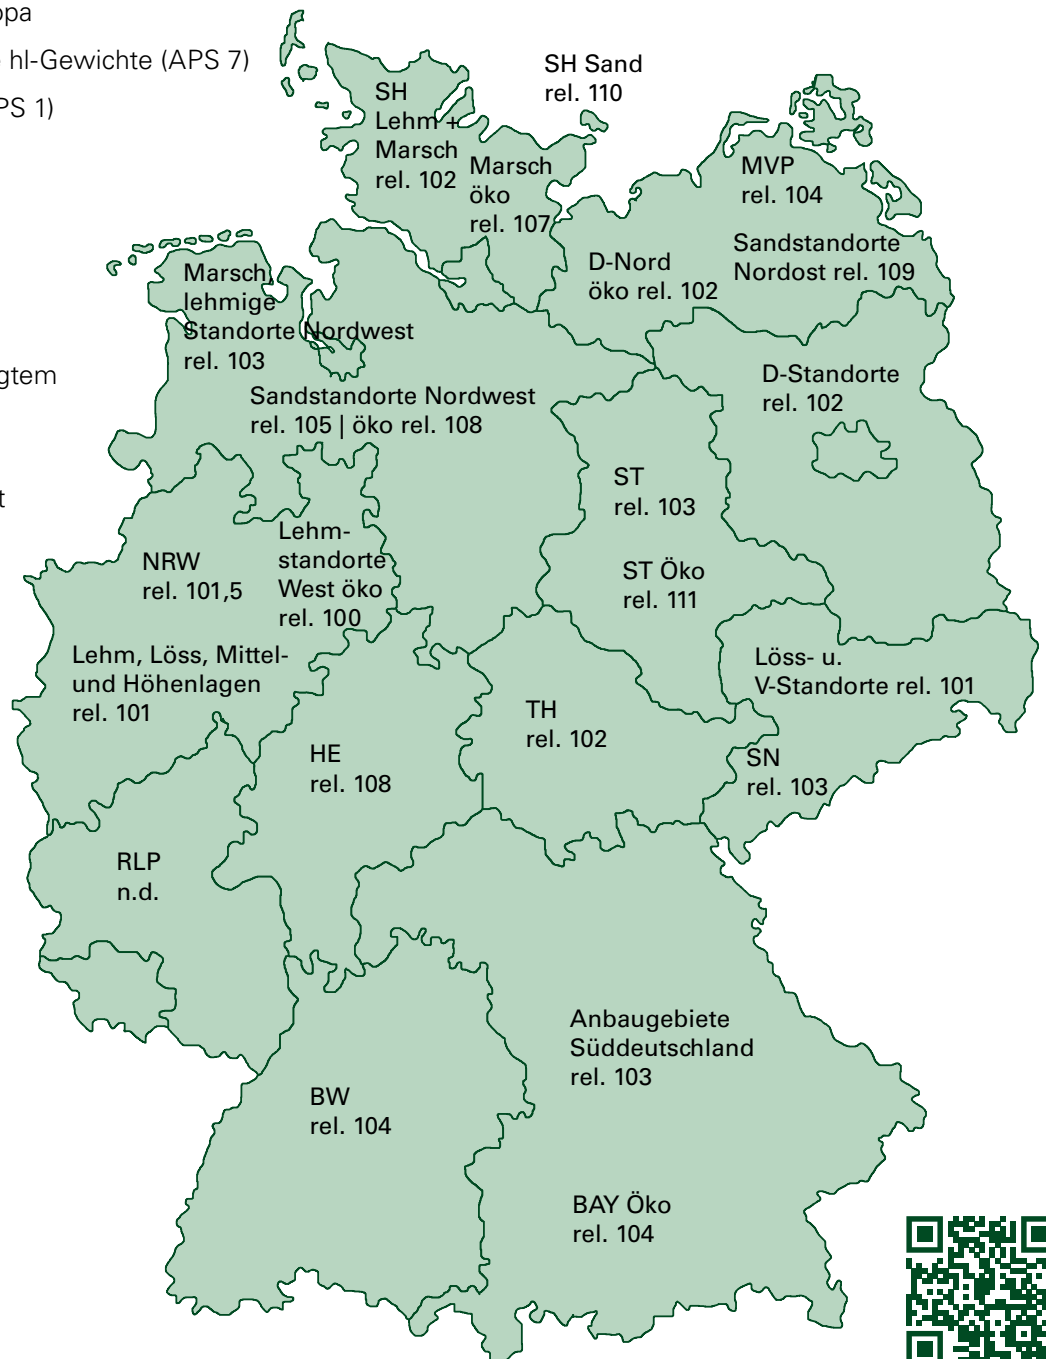 opa
hl-Gewichte (APS 7)
PS 1)
gtem
t
SH Sand
rel. 110
SH
Lehm +
Marsch
rel. 102
Marsch
öko
rel. 107
MVP
rel. 104
Sandstandorte
Nordost rel. 109
D-Nord
öko rel. 102
Marsch,
lehmige
Standorte Nordwest
rel. 103
Sandstandorte Nordwest
rel. 105 | öko rel. 108
D-Standorte
rel. 102
ST
rel. 103
ST Öko
rel. 111
NRW
rel. 101,5
Lehm-
standorte
West öko
rel. 100
Lehm, Löss, Mittel-
und Höhenlagen
rel. 101
Löss- u.
V-Standorte rel. 101
TH
rel. 102
HE
rel. 108
SN
rel. 103
RLP
n.d.
Anbaugebiete
Süddeutschland
rel. 103
BW
rel. 104
BAY Öko
rel. 104